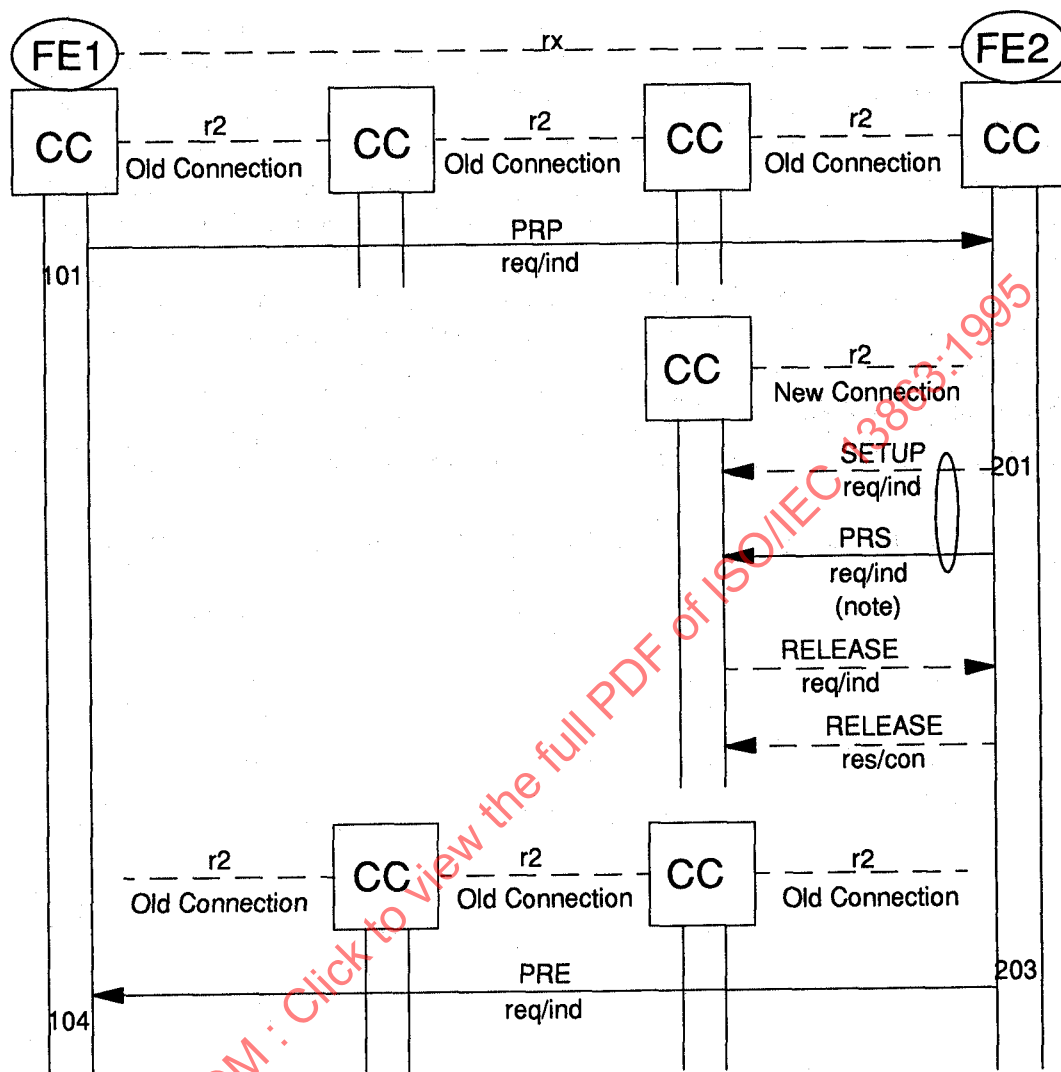 FE1
rx
FE2
CC
r2
CC
r2
CC
r2
CC
Old Connection
Old Connection
Old Connection
PRP
req/ind
101
CC
r2
New Connection
SETUP
req/ind
201
PRS
req/ind
(note)
RELEASE
req/ind
RELEASE
res/con
r2
CC
r2
CC
r2
Old Connection
Old Connection
Old Connection
PRE
req/ind
203
104
M : Click to view the full PDF of ISO/IEC 13863:1995